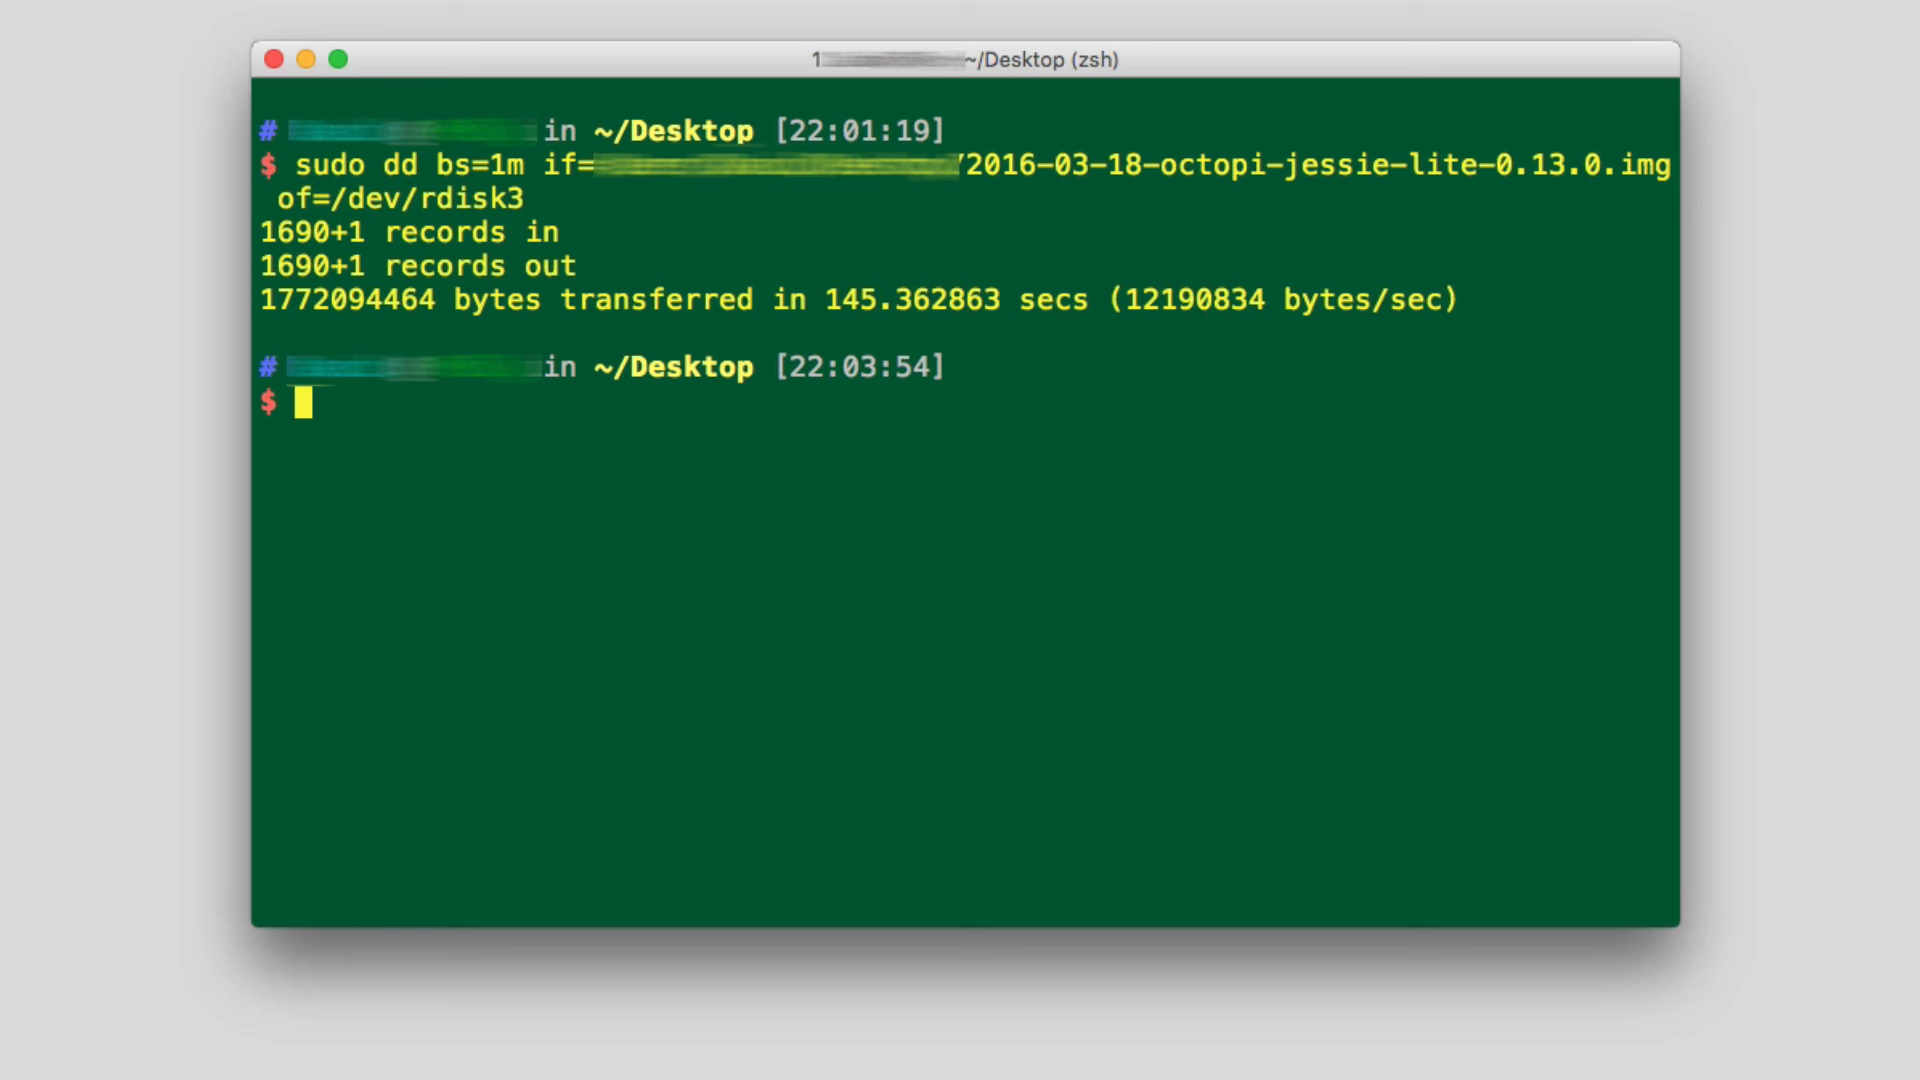 1 ~/Desktop (zsh)
# in ~/Desktop [22:01:19]
$ sudo dd bs=1m if= /2016-03-18-octopi-jessie-lite-0.13.0.img
of=/dev/rdisk3
1690+1 records in
1690+1 records out
1772094464 bytes transferred in 145.362863 secs (12190834 bytes/sec)
# in ~/Desktop [22:03:54]
$